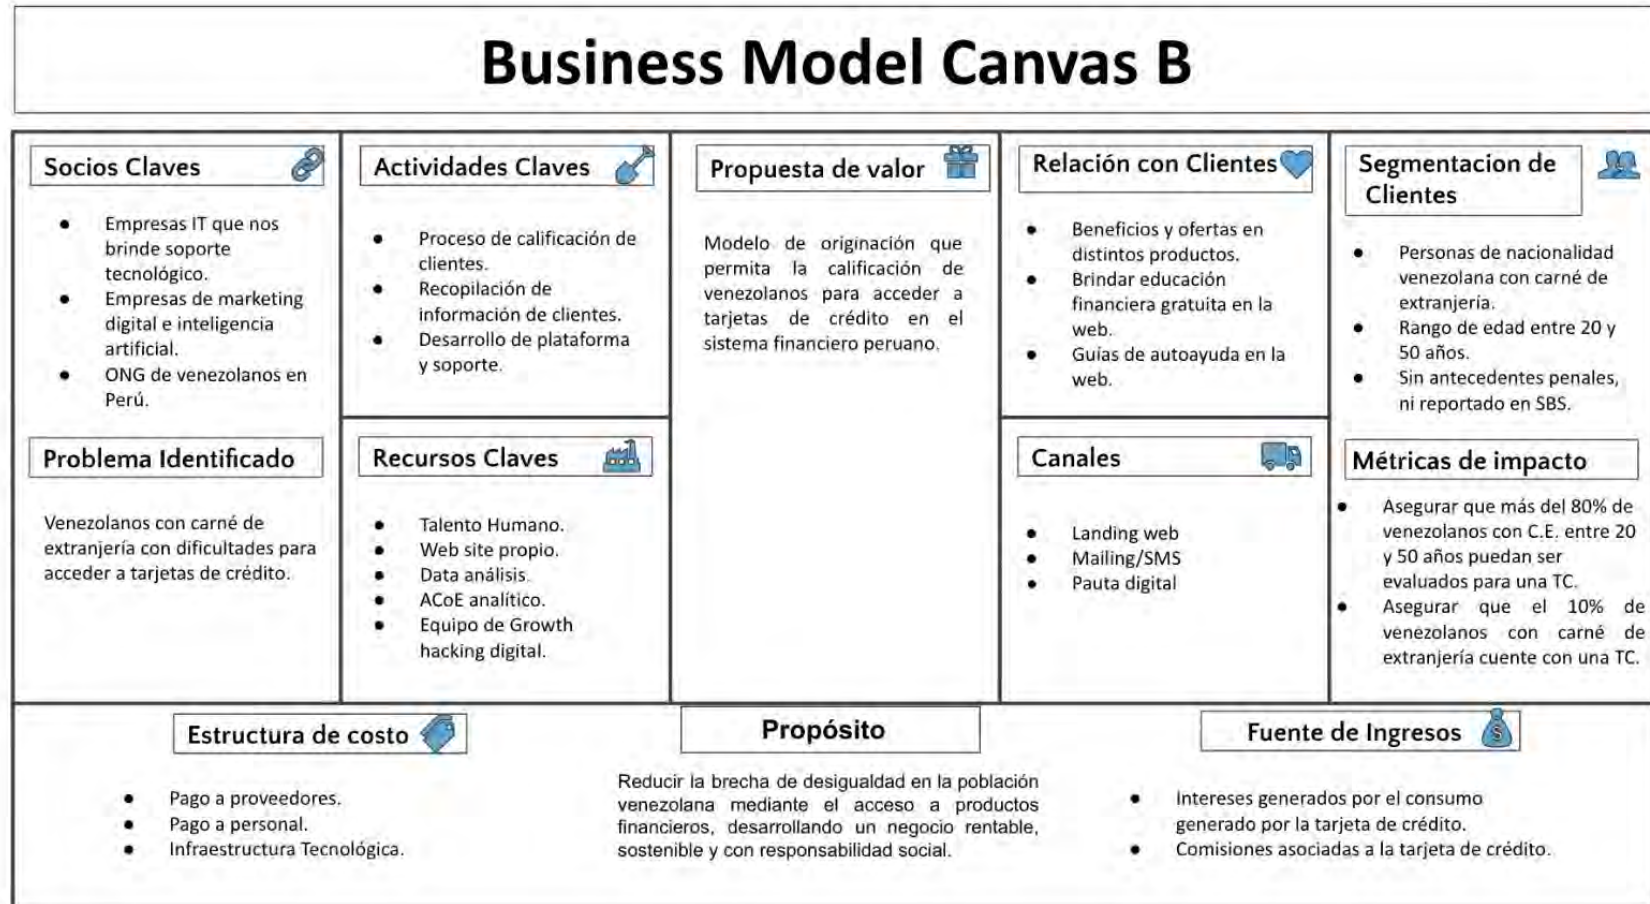 Business Model Canvas B
Socios Claves
Empresas IT que nos
brinde soporte
tecnológico.
Empresas de marketing
digital e inteligencia
artificial.
ONG de venezolanos en
Perú.
Problema Identificado
Venezolanos con carné de
extranjería con dificultades para
acceder a tarjetas de crédito.
Actividades Claves
Proceso de calificación de
clientes.
Recopilación de
información de clientes.
Desarrollo de plataforma
y soporte.
Recursos Claves
Talento Humano.
Web site propio.
Data análisis.
ACoE analítico.
Equipo de Growth
hacking digital.
Propuesta de valor
Modelo de originación que
permita la calificación de
venezolanos para acceder a
tarjetas de crédito en el
sistema financiero peruano.
Relación con Clientes
Beneficios y ofertas en
distintos productos.
Brindar educación
financiera gratuita en la
web.
Guías de autoayuda en la
web.
Canales
Landing web
Mailing/SMS
Pauta digital
Segmentacion de
Clientes
Personas de nacionalidad
venezolana con carné de
extranjería.
Rango de edad entre 20 y
50 años.
Sin antecedentes penales,
ni reportado en SBS.
Métricas de impacto
Asegurar que más del 80% de
venezolanos con C.E. entre 20
y 50 años puedan ser
evaluados para una TC.
Asegurar que el 10% de
venezolanos con carné de
extranjería cuente con una TC.
Estructura de costo
Pago a proveedores.
Pago a personal.
Infraestructura Tecnológica.
Propósito
Reducir la brecha de desigualdad en la población
venezolana mediante el acceso a productos
financieros, desarrollando un negocio rentable,
sostenible y con responsabilidad social.
Fuente de Ingresos
$
Intereses generados por el consumo
generado por la tarjeta de crédito.
Comisiones asociadas a la tarjeta de crédito.